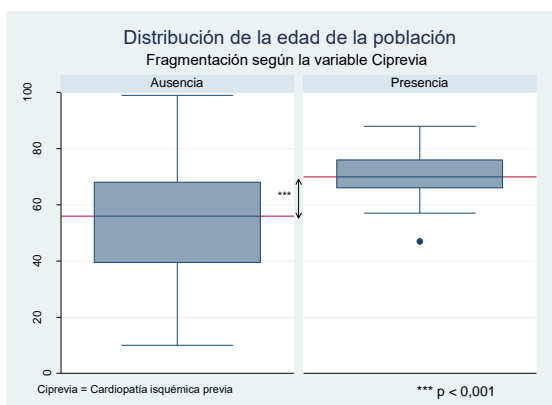 Distribución de la edad de la población
Fragmentación según la variable Ciprevia
Ausencia
Presencia
100
80
60
40
20
0
***
Ciprevia = Cardiopatía isquémica previa
*** p < 0,001